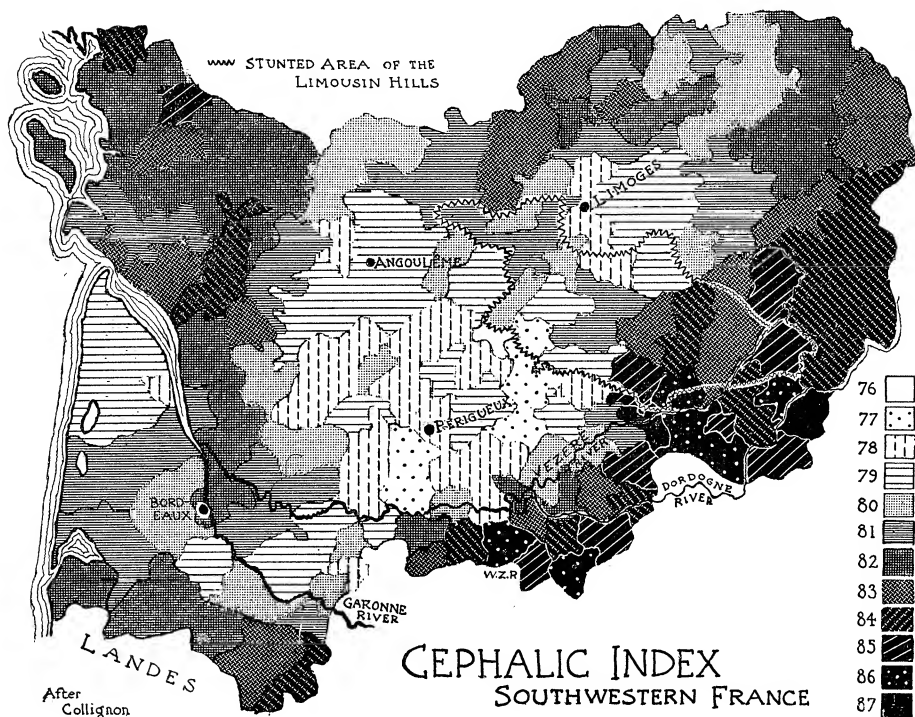 STUNTED AREA OF THE
LIMOUSIN HILLS
LIMOGES
ANGOULÊME
PÉRIGUEUX
VEZÈRE
RIVER
DORDOGNE
RIVER
BORD-
EAUX
W.Z.R.
GARONNE
RIVER
LANDES
After
Collignon
CEPHALIC INDEX
SOUTHWESTERN FRANCE
76
77
78
79
80
81
82
83
84
85
86
87